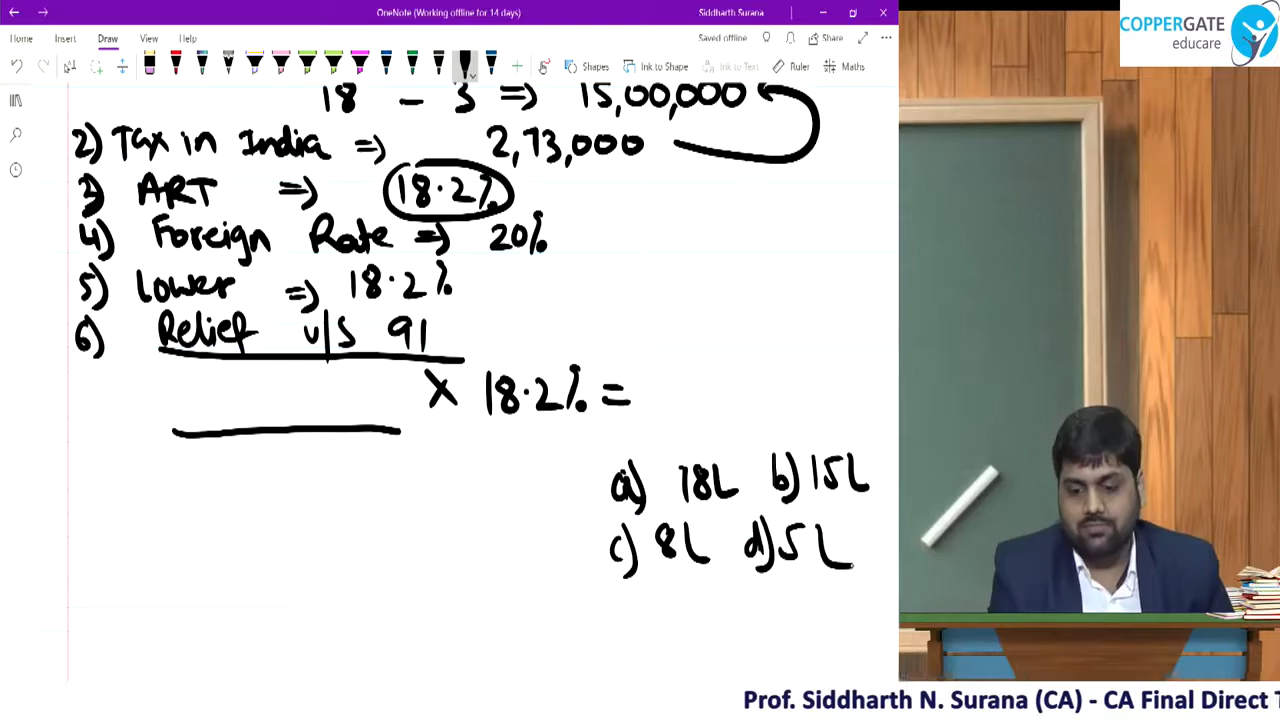 OneNote (Working offline for 14 days)
Siddharth Surana
COPPERGATE
educare
Home Insert Draw View Help
Saved offline
Share
Shapes
Ink to Shape
Ink to Text
Ruler
Maths
18 - 3 => 15,00,000
2) Tax in India => 2,73,000
3) ART => 18.2%
4) Foreign Rate => 20%
5) Lower => 18.2%
6) Relief u/s 91
X 18.2% =
a) 18L b) 15L
c) 8L d) 5L
Prof. Siddharth N. Surana (CA) - CA Final Direct T